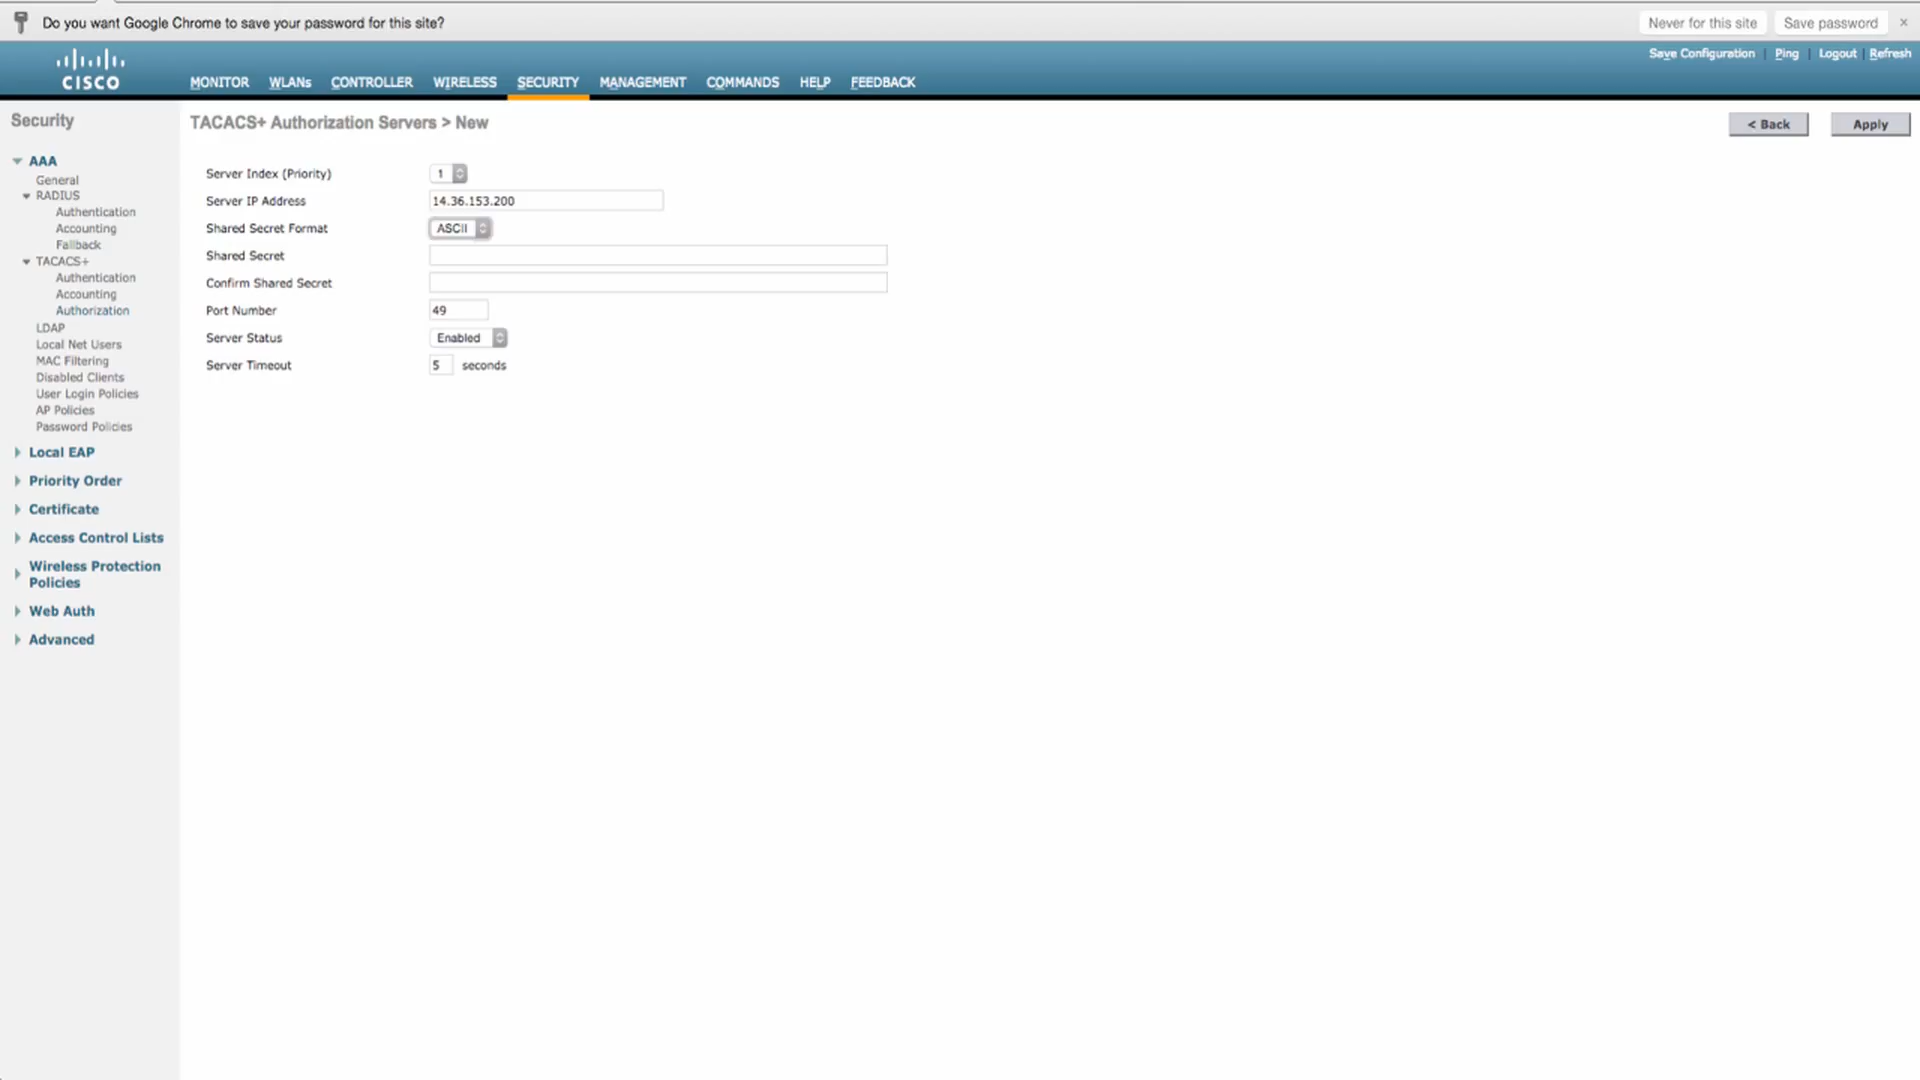 Do you want Google Chrome to save your password for this site?
Never for this site
Save password
×
Save Configuration | Ping | Logout | Refresh
CISCO
MONITOR WLANs CONTROLLER WIRELESS SECURITY MANAGEMENT COMMANDS HELP FEEDBACK
Security
TACACS+ Authorization Servers > New
< Back
Apply
AAA
General
RADIUS
Authentication
Accounting
Fallback
TACACS+
Authentication
Accounting
Authorization
LDAP
Local Net Users
MAC Filtering
Disabled Clients
User Login Policies
AP Policies
Password Policies
Local EAP
Priority Order
Certificate
Access Control Lists
Wireless Protection
Policies
Web Auth
Advanced
Server Index (Priority) 1
Server IP Address 14.36.153.200
Shared Secret Format ASCII
Shared Secret
Confirm Shared Secret
Port Number 49
Server Status Enabled
Server Timeout 5 seconds